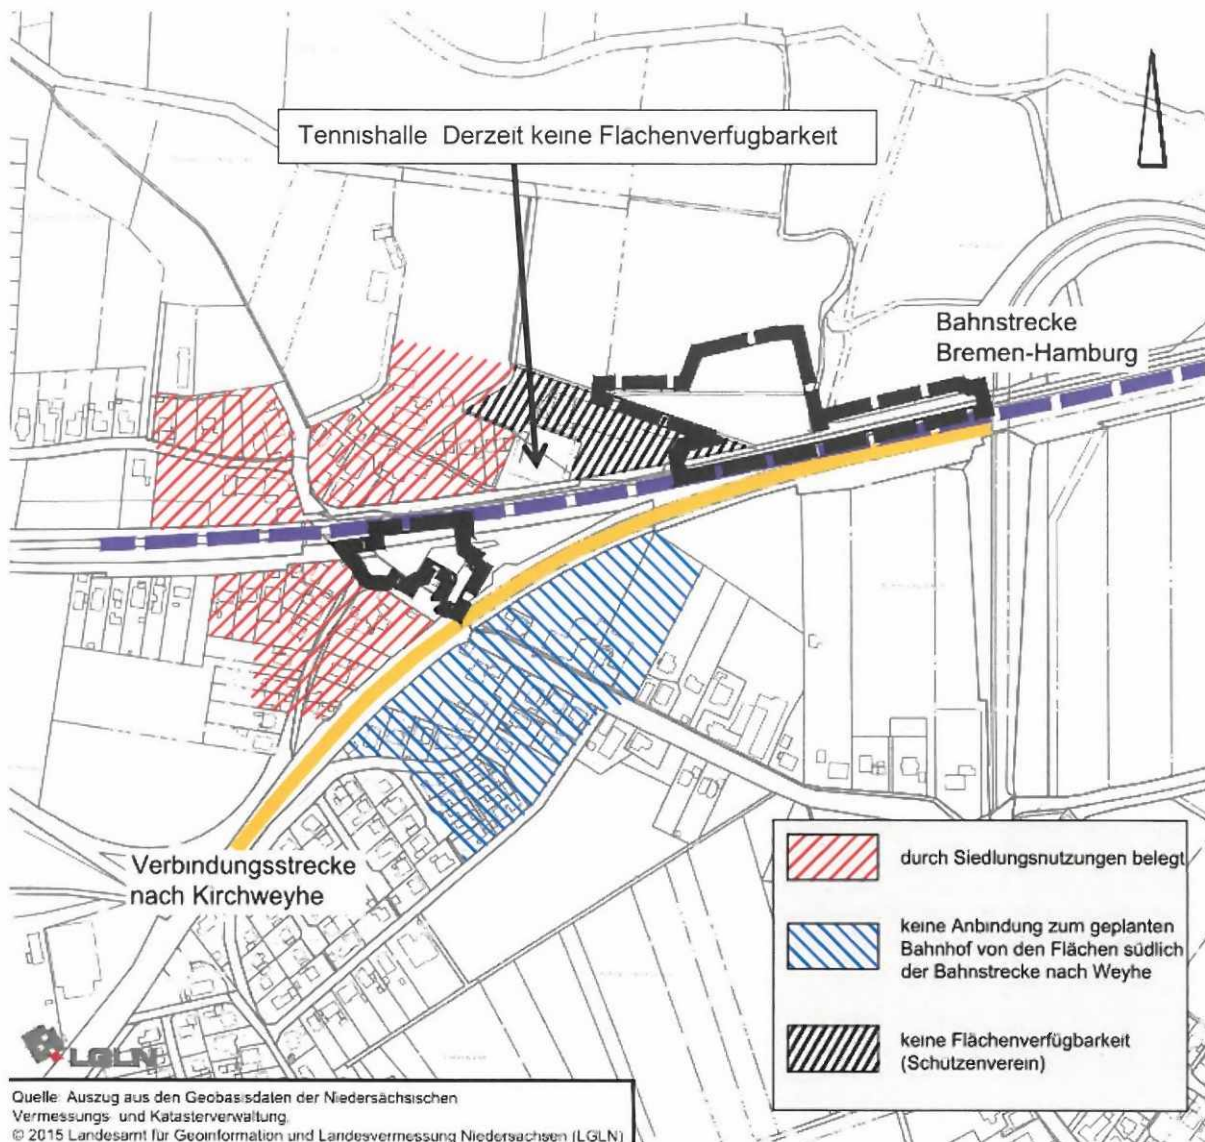 Tennishalle Derzeit keine Flachenverfugbarkeit
Bahnstrecke
Bremen-Hamburg
Verbindungsstrecke
nach Kirchweyhe
durch Siedlungsnutzungen belegt
keine Anbindung zum geplanten
Bahnhof von den Flächen südlich
der Bahnstrecke nach Weyhe
keine Flächenverfügbarkeit
(Schützenverein)
LGLN
Quelle: Auszug aus den Geobasisdaten der Niedersächsischen
Vermessungs- und Katasterverwaltung,
© 2015 Landesamt für Geoinformation und Landesvermessung Niedersachsen (LGLN)